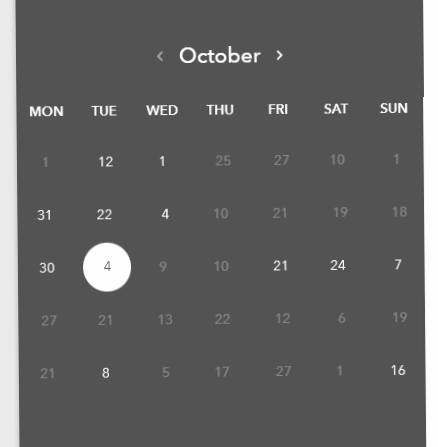 ‹ October ›
MON TUE WED THU FRI SAT SUN
1 12 1 25 27 10 1
31 22 4 10 21 19 18
30 4 9 10 21 24 7
27 21 13 22 12 6 19
21 8 5 17 27 1 16